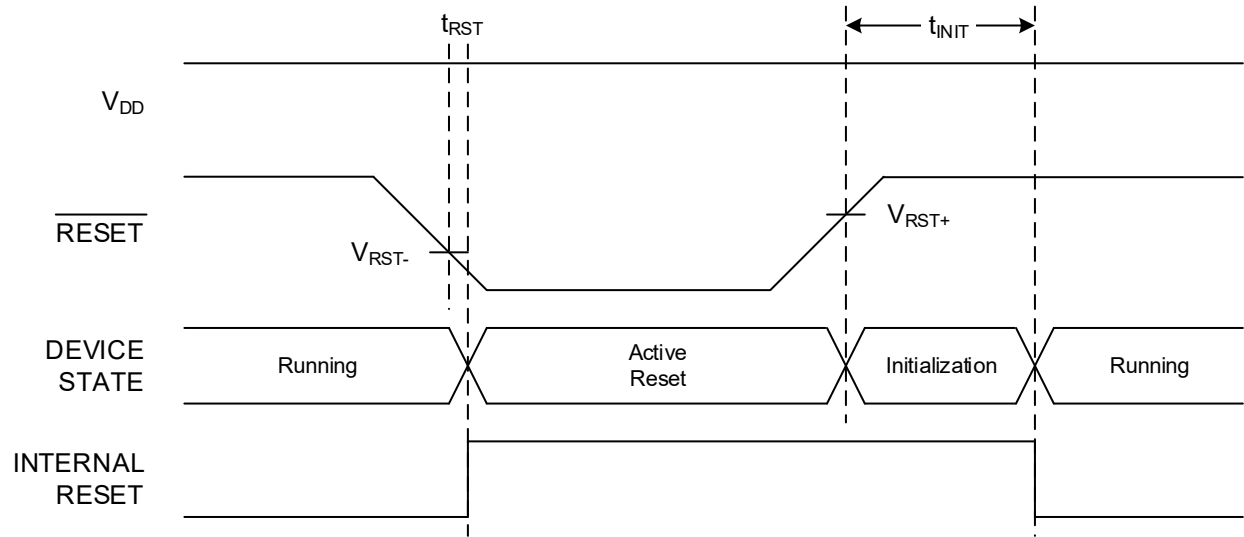 tRST
tINIT
VDD
RESET
VRST-
VRST+
DEVICE
STATE
Running
Active
Reset
Initialization
Running
INTERNAL
RESET